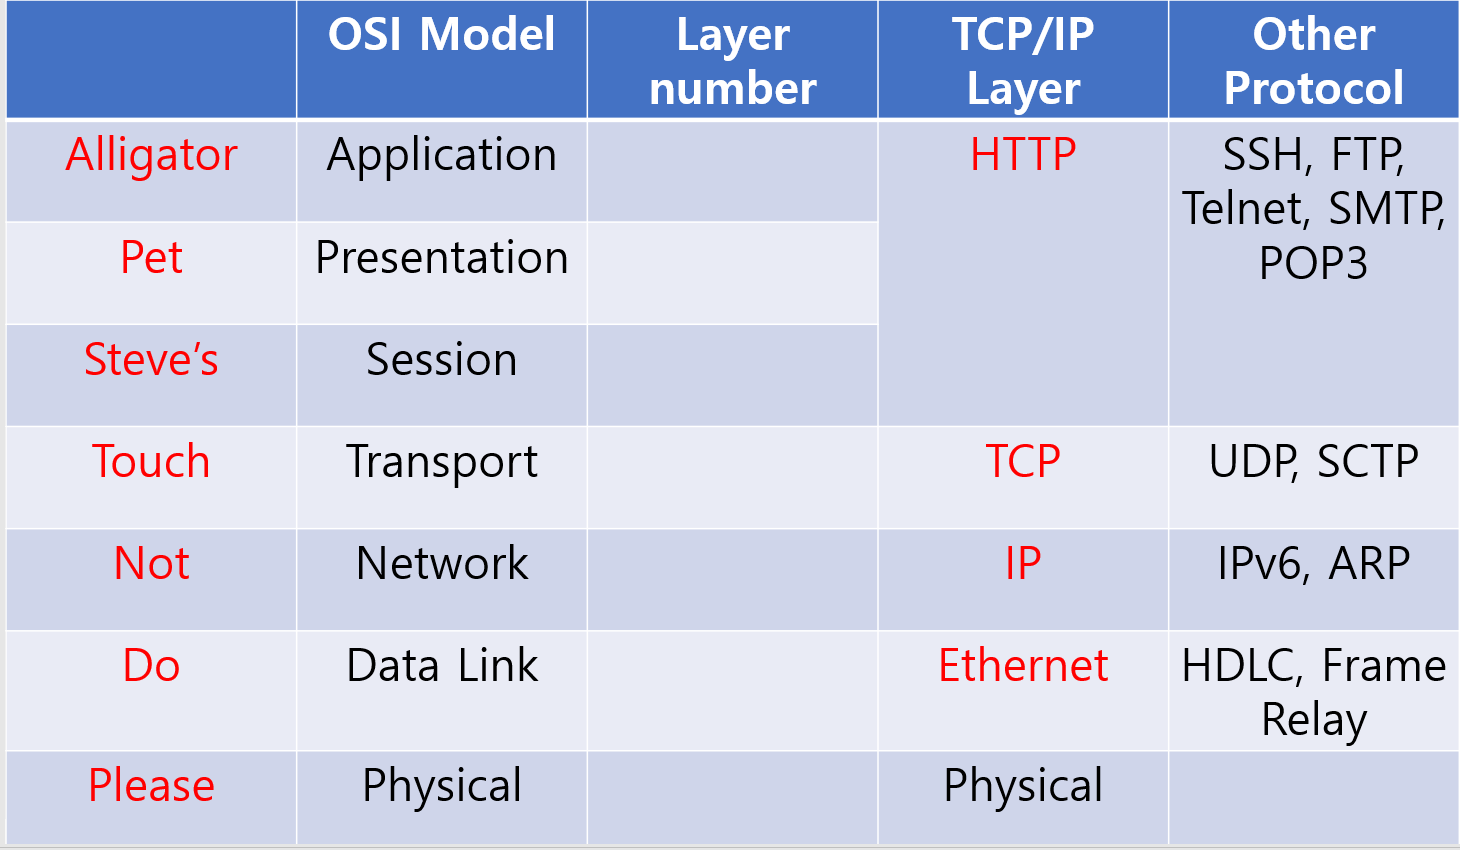 OSI Model
Layer
number
TCP/IP
Layer
Other
Protocol
Alligator
Application
HTTP
SSH, FTP,
Telnet, SMTP,
POP3
Pet
Presentation
Steve’s
Session
Touch
Transport
TCP
UDP, SCTP
Not
Network
IP
IPv6, ARP
Do
Data Link
Ethernet
HDLC, Frame
Relay
Please
Physical
Physical